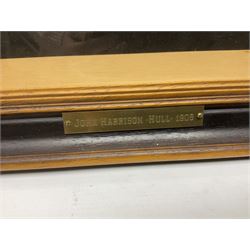 JOHN HARRISON · HULL · 1906